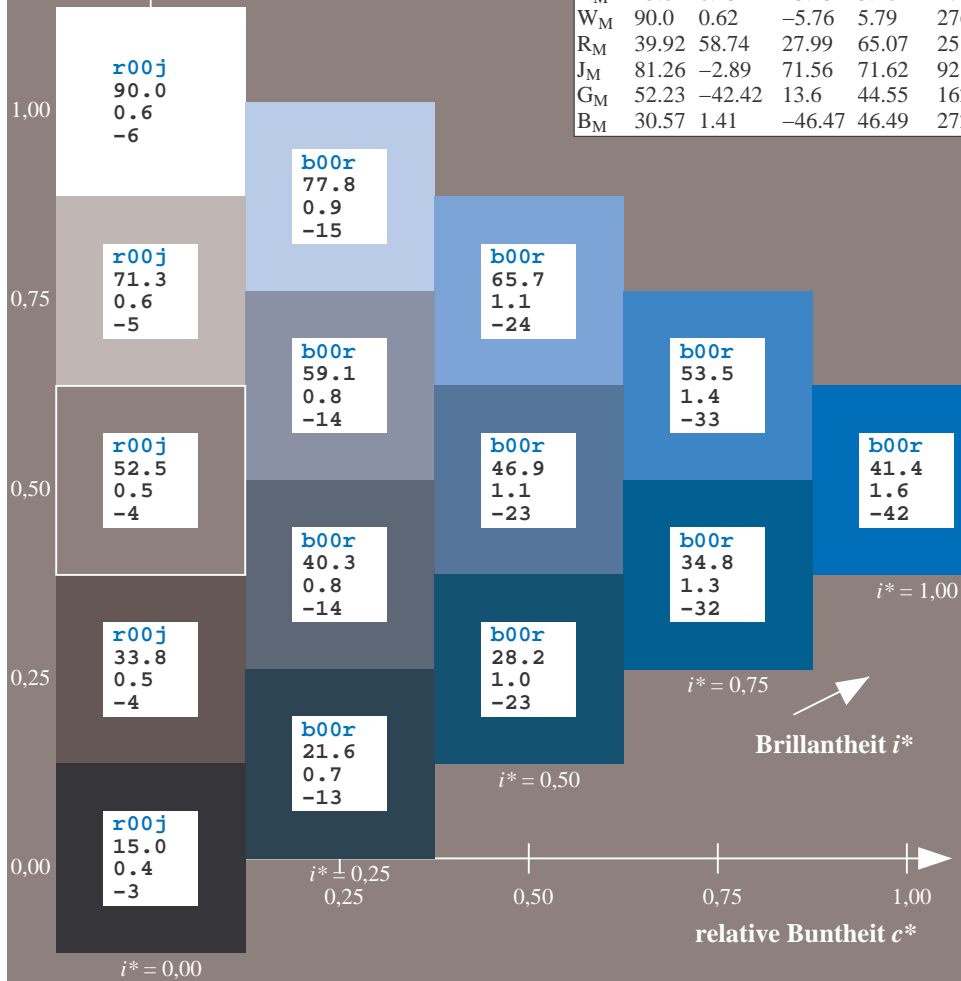 W_M 90.0 0.62 −5.76 5.79
R_M 39.92 58.74 27.99 65.07
J_M 81.26 −2.89 71.56 71.62
G_M 52.23 −42.42 13.6 44.55
B_M 30.57 1.41 −46.47 46.49
r00j
90.0
0.6
−6
1,00
b00r
77.8
0.9
−15
r00j
71.3
0.6
−5
b00r
65.7
1.1
−24
0,75
b00r
59.1
0.8
−14
b00r
53.5
1.4
−33
r00j
52.5
0.5
−4
b00r
46.9
1.1
−23
b00r
41.4
1.6
−42
0,50
b00r
40.3
0.8
−14
b00r
34.8
1.3
−32
i* = 1,00
r00j
33.8
0.5
−4
b00r
28.2
1.0
−23
0,25
i* = 0,75
b00r
21.6
0.7
−13
Brillantheit i*
i* = 0,50
r00j
15.0
0.4
−3
0,00
i* = 0,25
0,25 0,50 0,75 1,00
relative Buntheit c*
i* = 0,00